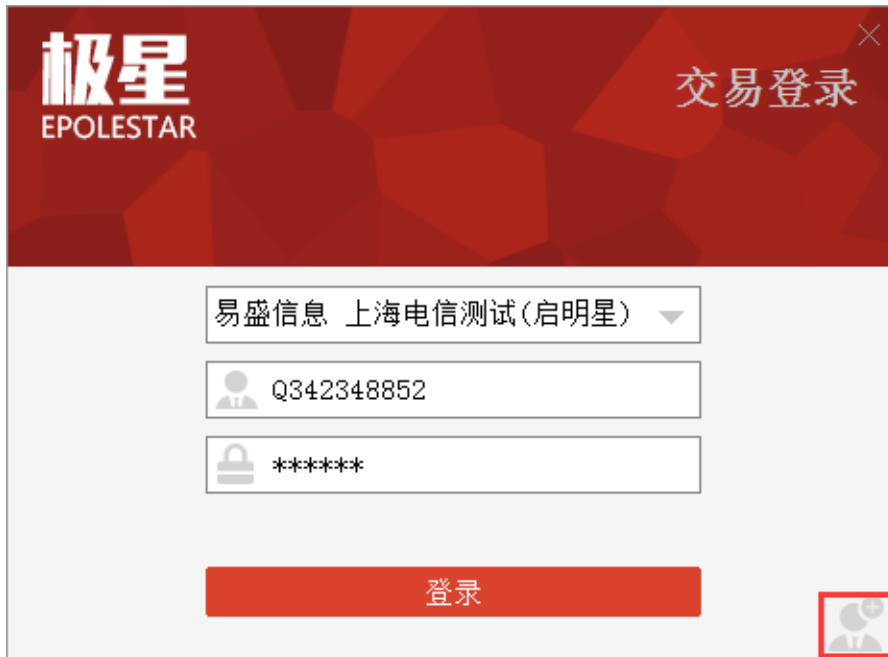 极星
EPOLESTAR
交易登录
易盛信息 上海电信测试(启明星)
Q342348852
******
登录